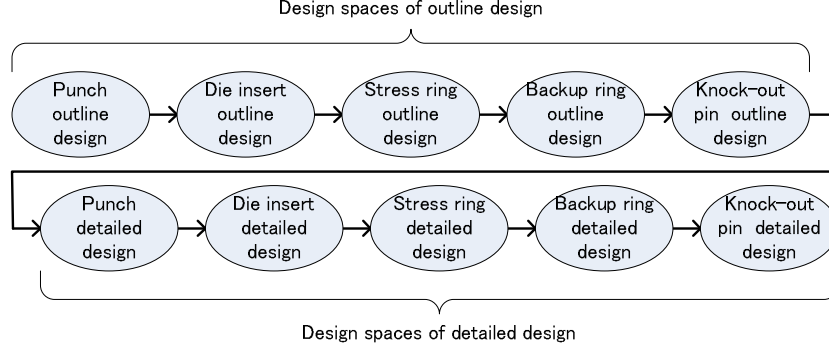 Design spaces of outline design
Punch
outline
design
Die insert
outline
design
Stress ring
outline
design
Backup ring
outline
design
Knock-out
pin outline
design
Punch
detailed
design
Die insert
detailed
design
Stress ring
detailed
design
Backup ring
detailed
design
Knock-out
pin detailed
design
Design spaces of detailed design